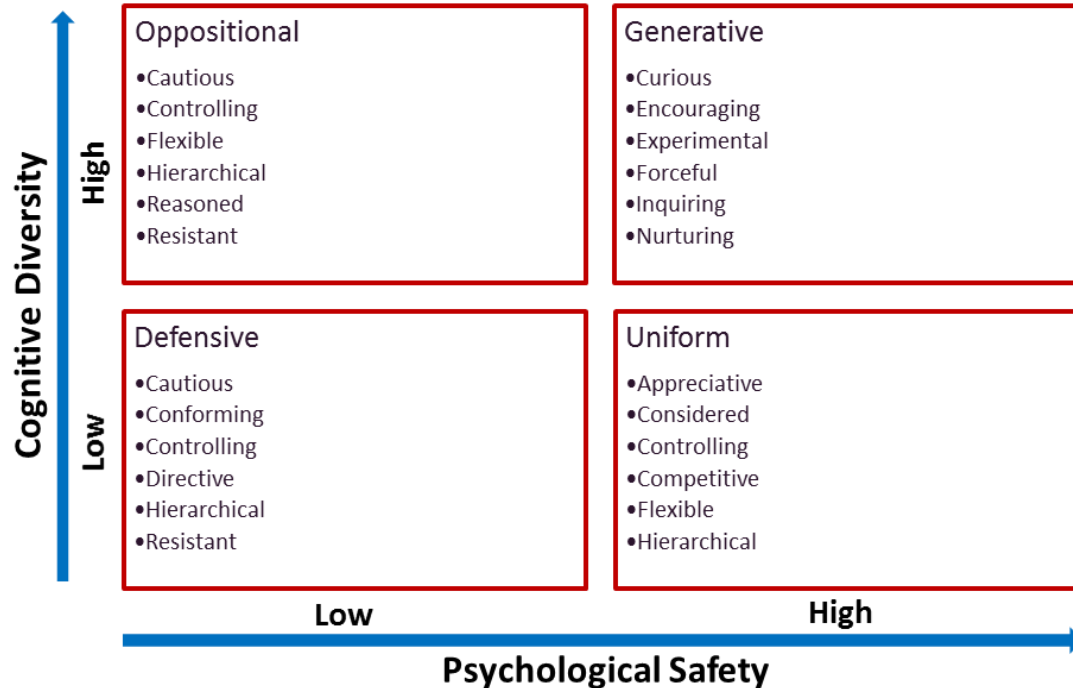 Cognitive Diversity
High
Low
Oppositional
•Cautious
•Controlling
•Flexible
•Hierarchical
•Reasoned
•Resistant
Generative
•Curious
•Encouraging
•Experimental
•Forceful
•Inquiring
•Nurturing
Defensive
•Cautious
•Conforming
•Controlling
•Directive
•Hierarchical
•Resistant
Uniform
•Appreciative
•Considered
•Controlling
•Competitive
•Flexible
•Hierarchical
Low
High
Psychological Safety